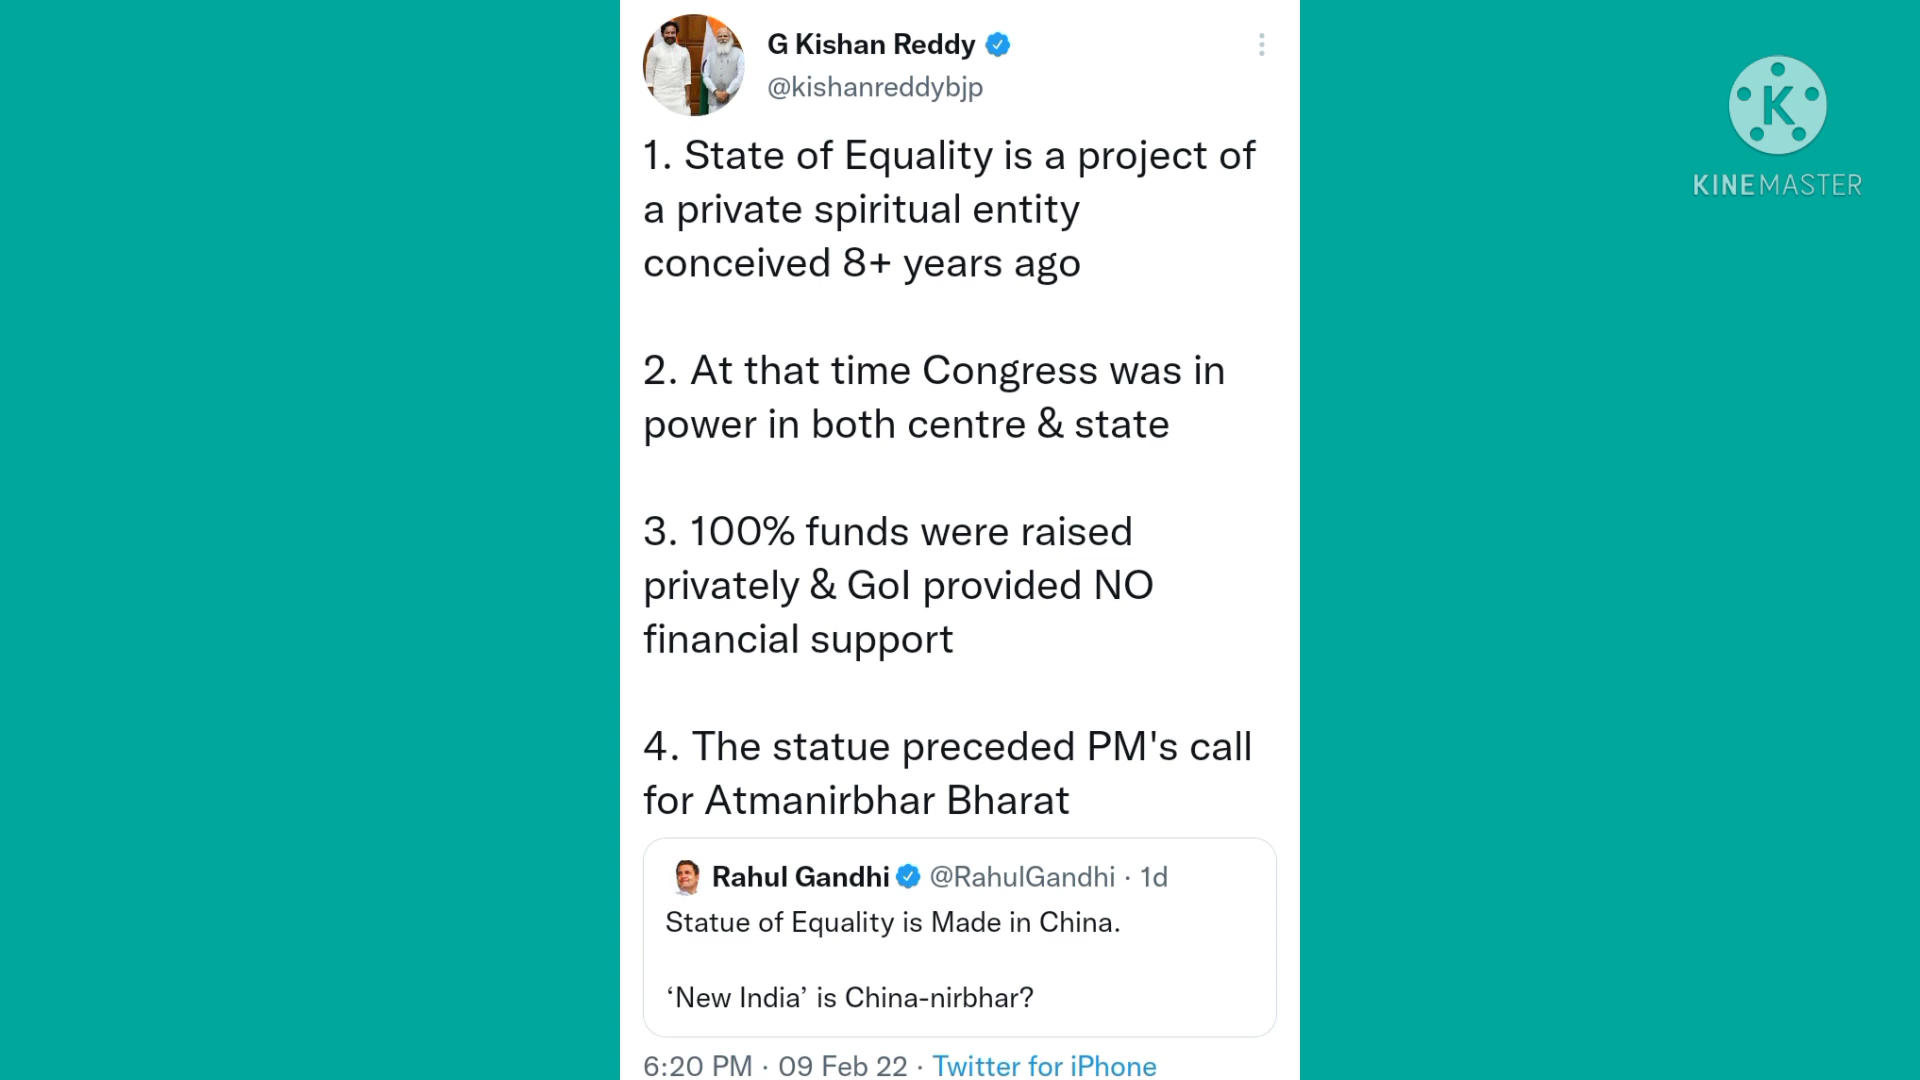 G Kishan Reddy
@kishanreddybjp
1. State of Equality is a project of
a private spiritual entity
conceived 8+ years ago
2. At that time Congress was in
power in both centre & state
3. 100% funds were raised
privately & GoI provided NO
financial support
4. The statue preceded PM's call
for Atmanirbhar Bharat
Rahul Gandhi @RahulGandhi · 1d
Statue of Equality is Made in China.
‘New India’ is China-nirbhar?
6:20 PM · 09 Feb 22 · Twitter for iPhone
K
KINEMASTER